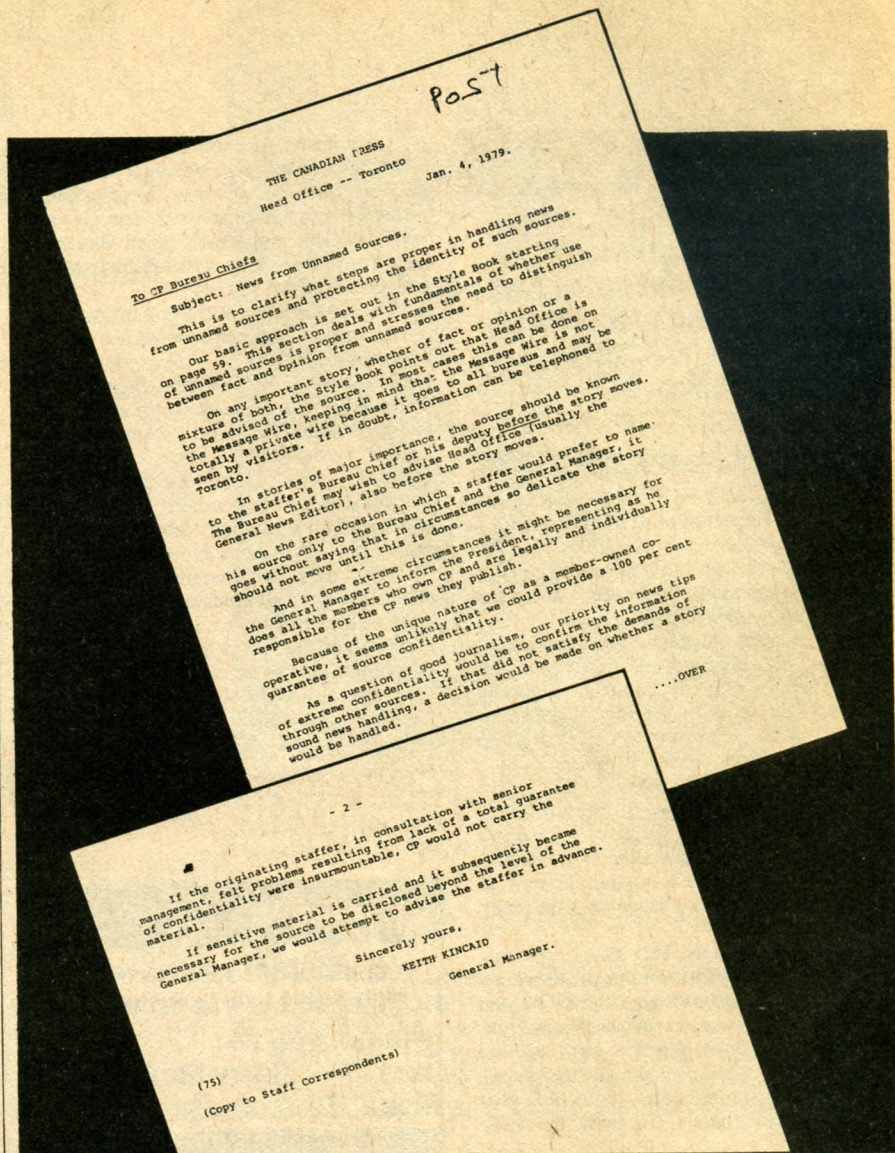 POST
THE CANADIAN PRESS
Head Office -- Toronto
Jan. 4, 1979.
To CP Bureau Chiefs
Subject: News from Unnamed Sources.
This is to clarify what steps are proper in handling news
from unnamed sources and protecting the identity of such sources.
Our basic approach is set out in the Style Book starting
on page 59. This section deals with fundamentals of whether use
of unnamed sources is proper and stresses the need to distinguish
between fact and opinion from unnamed sources.
On any important story, whether of fact or opinion or a
mixture of both, the Style Book points out that Head Office is
to be advised of the source. In most cases this can be done on
the Message Wire, keeping in mind that the Message Wire is not
totally a private wire because it goes to all bureaus and may be
seen by visitors. If in doubt, information can be telephoned to
Toronto.
In stories of major importance, the source should be known
to the staffer's Bureau Chief or his deputy before the story moves.
The Bureau Chief may wish to advise Head Office (usually the
General News Editor), also before the story moves.
On the rare occasion in which a staffer would prefer to name
his source only to the Bureau Chief and the General Manager, it
goes without saying that in circumstances so delicate the story
should not move until this is done.
And in some extreme circumstances it might be necessary for
the General Manager to inform the President, representing as he
does all the members who own CP and are legally and individually
responsible for the CP news they publish.
Because of the unique nature of CP as a member-owned co-
operative, it seems unlikely that we could provide a 100 per cent
guarantee of source confidentiality.
As a question of good journalism, our priority on news tips
of extreme confidentiality would be to confirm the information
through other sources. If that did not satisfy the demands of
sound news handling, a decision would be made on whether a story
would be handled.
....OVER
- 2 -
If the originating staffer, in consultation with senior
management, felt problems resulting from lack of a total guarantee
of confidentiality were insurmountable, CP would not carry the
material.
If sensitive material is carried and it subsequently became
necessary for the source to be disclosed beyond the level of the
General Manager, we would attempt to advise the staffer in advance.
Sincerely yours,
KEITH KINCAID
General Manager.
(75)
(Copy to Staff Correspondents)